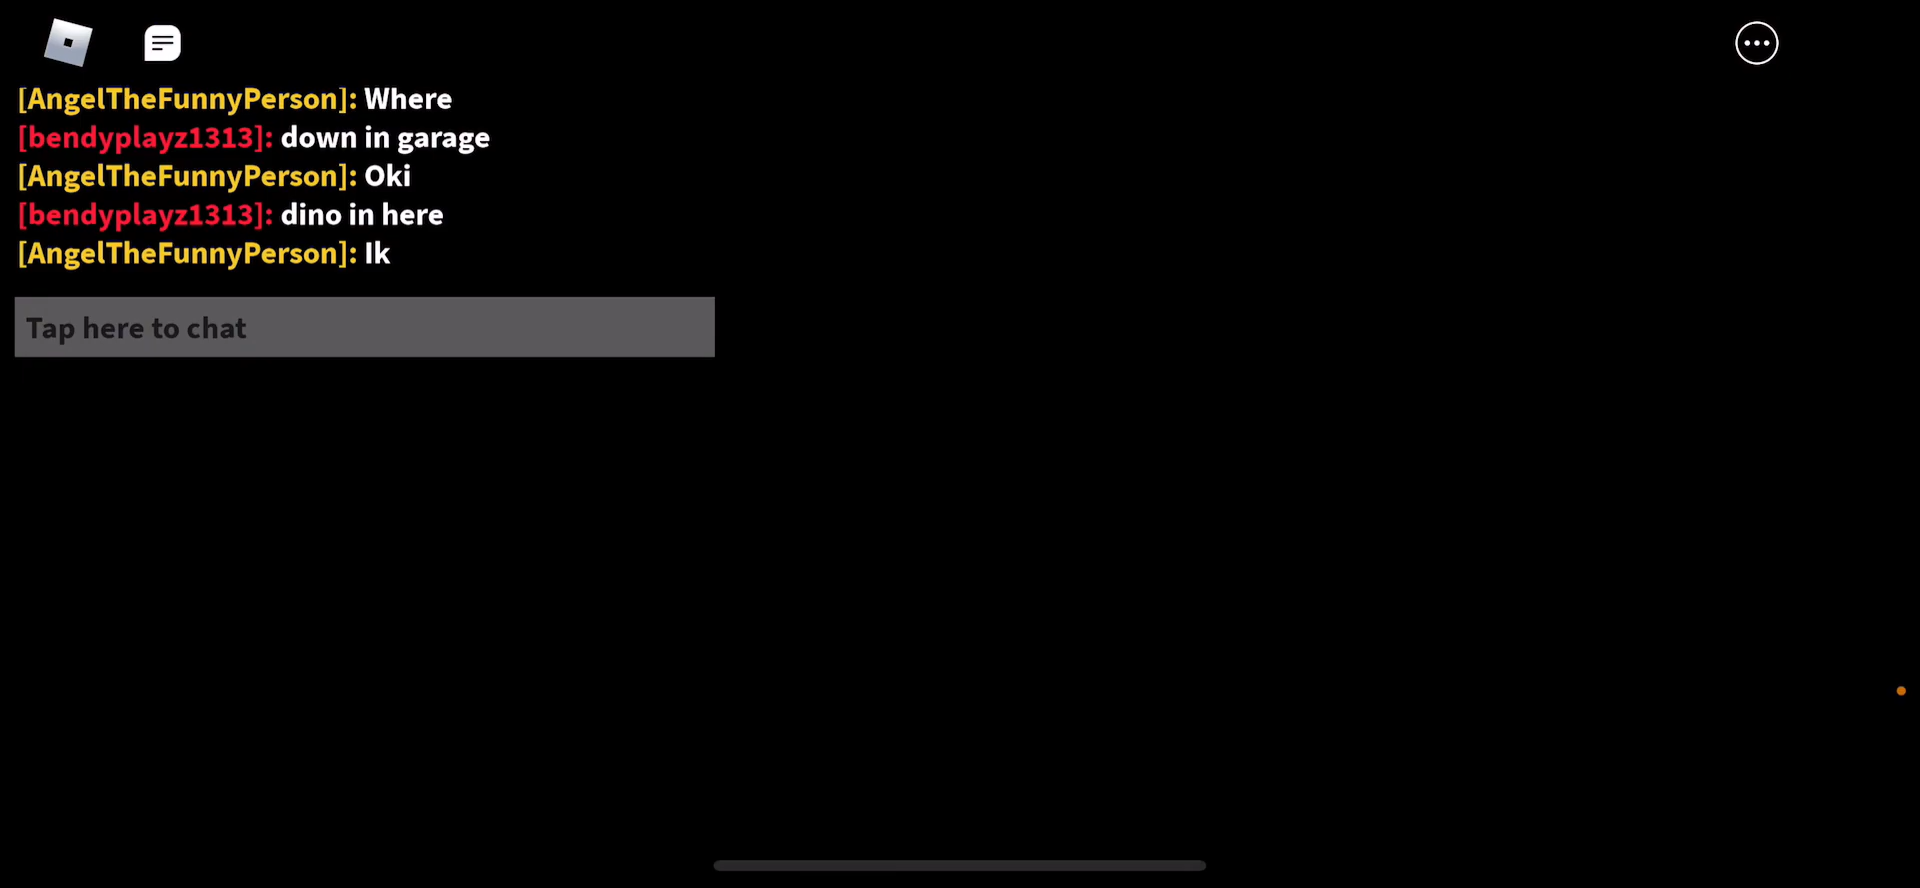 [AngelTheFunnyPerson]: Where
[bendyplayz1313]: down in garage
[AngelTheFunnyPerson]: Oki
[bendyplayz1313]: dino in here
[AngelTheFunnyPerson]: Ik
Tap here to chat